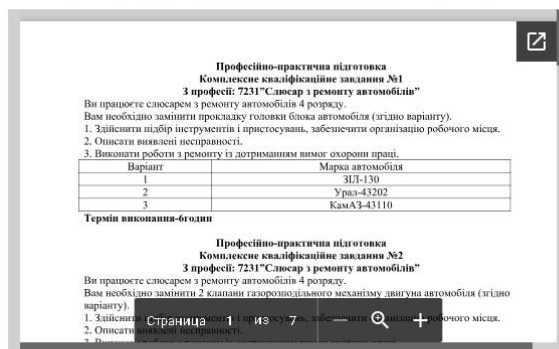 Професійно-практична підготовка
Комплексне кваліфікаційне завдання №1
З професії: 7231”Слюсар з ремонту автомобілів”
Ви працюєте слюсарем з ремонту автомобілів 4 розряду.
Вам необхідно замінити прокладку головки блока автомобіля (згідно варіанту).
1. Здійснити підбір інструментів і пристосувань, забезпечити організацію робочого місця.
2. Описати виявлені несправності.
3. Виконати роботи з ремонту із дотриманням вимог охорони праці.
Варіант Марка автомобіля
1 ЗІЛ-130
2 Урал-43202
3 КамАЗ-43110
Термін виконання-6годин
Професійно-практична підготовка
Комплексне кваліфікаційне завдання №2
З професії: 7231”Слюсар з ремонту автомобілів”
Ви працюєте слюсарем з ремонту автомобілів 4 розряду.
Вам необхідно замінити 2 клапани газорозподільного механізму двигуна автомобіля (згідно
варіанту).
1. Здійснити робочого місця.
Страница 1 из 7
2. Описати